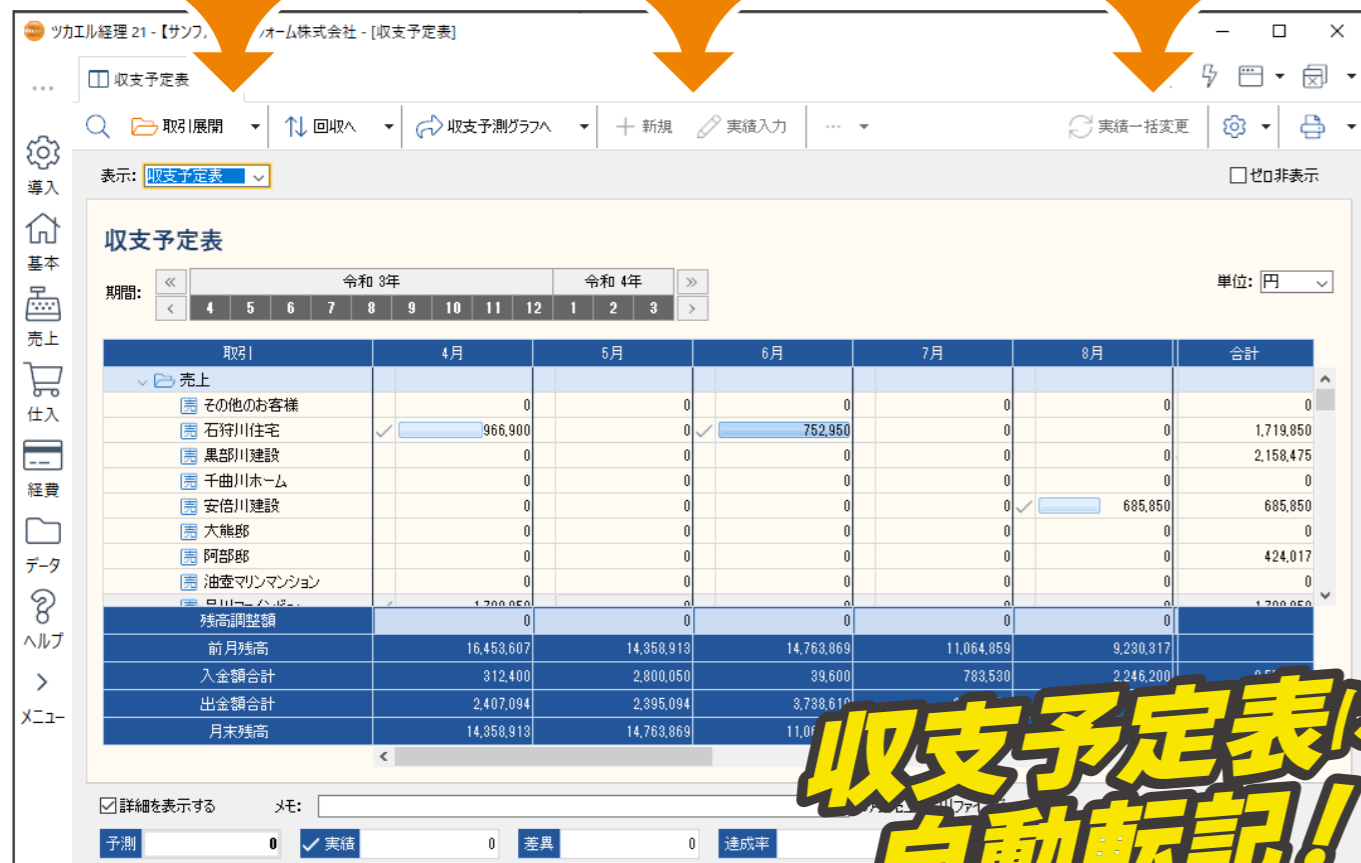 ツカエル経理 21 - 【サンフ ォーム株式会社 - [収支予定表]
収支予定表
取引展開 回収へ 収支予測グラフへ 新規 実績入力 実績一括変更
表示: 収支予定表 ゼロ非表示
導入
基本
売上
仕入
経費
データ
ヘルプ
メニュー
収支予定表
期間: 令和 3年 令和 4年 単位: 円
4 5 6 7 8 9 10 11 12 1 2 3
取引 4月 5月 6月 7月 8月 合計
売上
売 その他のお客様 0 0 0 0 0 0
売 石狩川住宅 966,900 0 752,950 0 0 1,719,850
売 黒部川建設 0 0 0 0 0 2,158,475
売 千曲川ホーム 0 0 0 0 0 0
売 安倍川建設 0 0 0 0 685,850 685,850
売 大熊邸 0 0 0 0 0 0
売 阿部邸 0 0 0 0 0 424,017
売 油壷マリンマンション 0 0 0 0 0 0
残高調整額 0 0 0 0 0
前月残高 16,453,607 14,358,913 14,763,869 11,064,859 9,230,317
入金額合計 312,400 2,800,050 39,600 783,530 2,246,200
出金額合計 2,407,094 2,395,094 3,738,610
月末残高 14,358,913 14,763,869
詳細を表示する メモ:
予測 0 実績 0 差異 0 達成率
収支予定表に
自動転記!